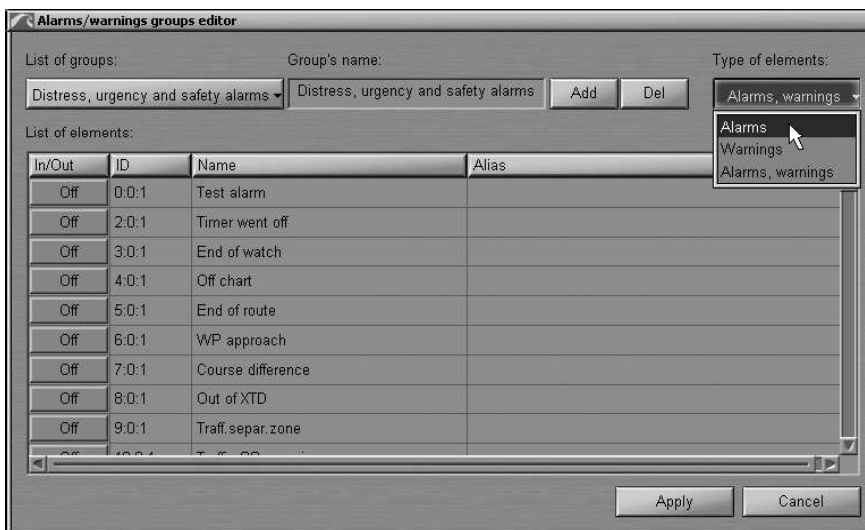 Alarms/warnings groups editor
List of groups: Group's name: Type of elements:
Distress, urgency and safety alarms Distress, urgency and safety alarms Add Del Alarms, warnings
Alarms
Warnings
Alarms, warnings
List of elements:
In/Out ID Name Alias
Off 0:0:1 Test alarm
Off 2:0:1 Timer went off
Off 3:0:1 End of watch
Off 4:0:1 Off chart
Off 5:0:1 End of route
Off 6:0:1 WP approach
Off 7:0:1 Course difference
Off 8:0:1 Out of XTD
Off 9:0:1 Traff.separ.zone
Apply Cancel